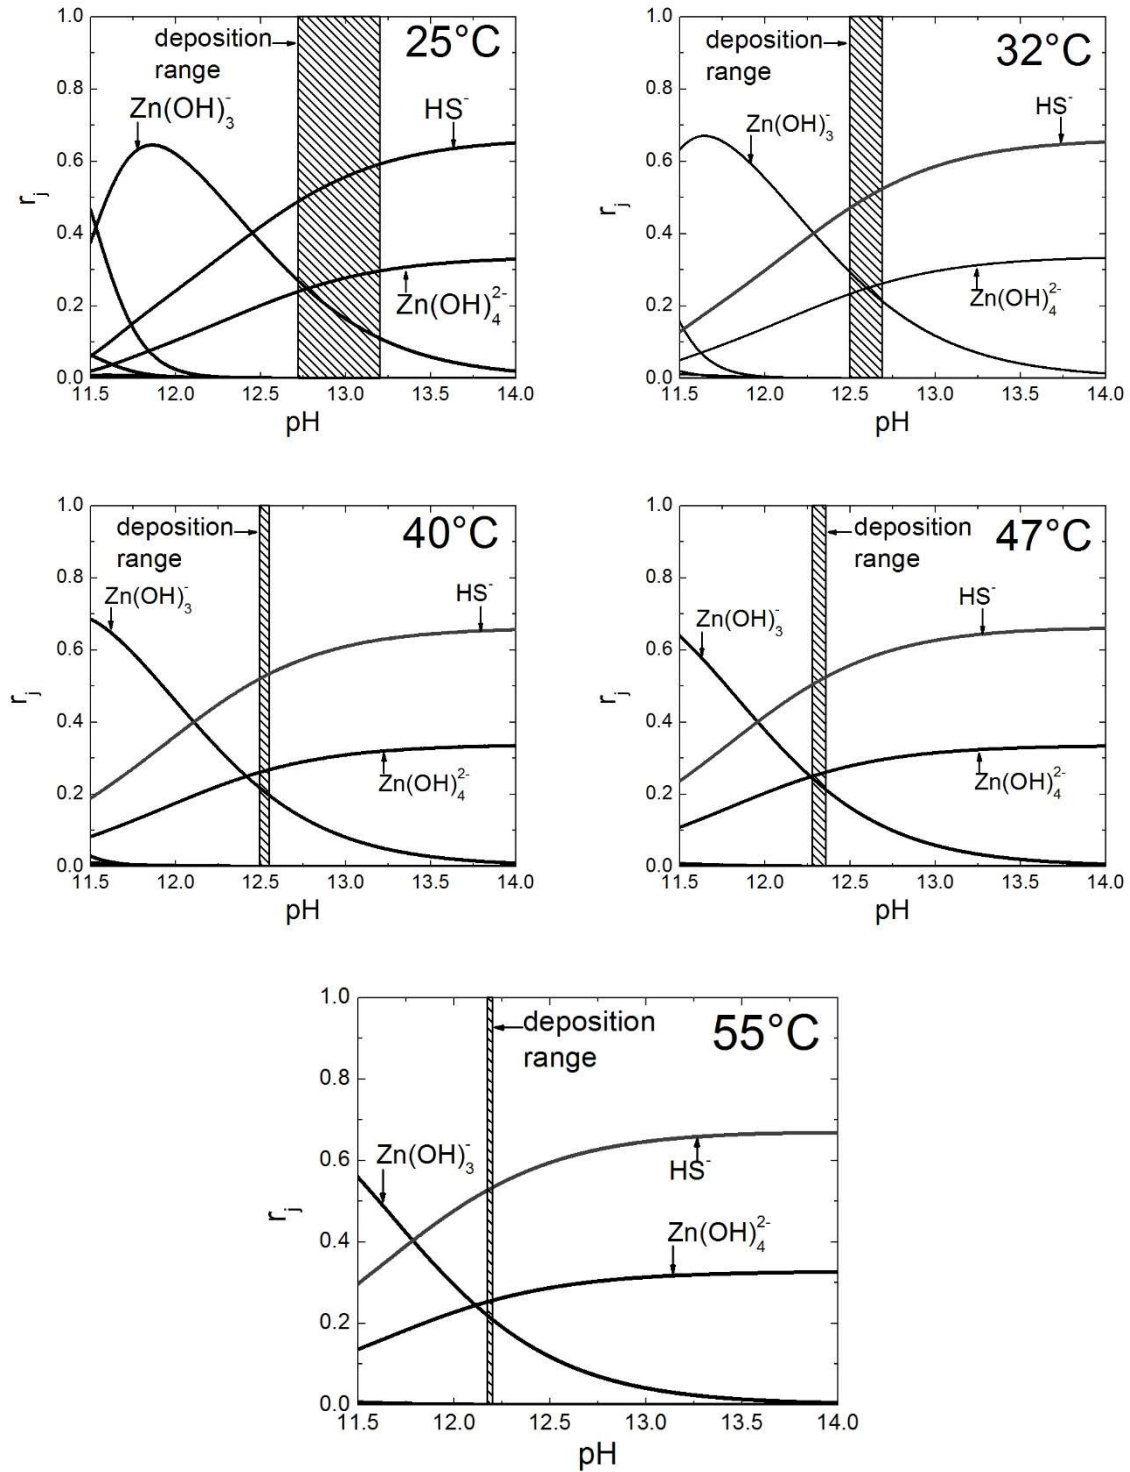 1.0
0.8
0.6
0.4
0.2
0.0
r_j
deposition
range
25°C
Zn(OH)₃⁻
HS⁻
Zn(OH)₄²⁻
11.5 12.0 12.5 13.0 13.5 14.0
pH
1.0
0.8
0.6
0.4
0.2
0.0
r_j
deposition
range
32°C
Zn(OH)₃⁻
HS⁻
Zn(OH)₄²⁻
11.5 12.0 12.5 13.0 13.5 14.0
pH
1.0
0.8
0.6
0.4
0.2
0.0
r_j
deposition
range
40°C
Zn(OH)₃⁻
HS⁻
Zn(OH)₄²⁻
11.5 12.0 12.5 13.0 13.5 14.0
pH
1.0
0.8
0.6
0.4
0.2
0.0
r_j
deposition
range
47°C
Zn(OH)₃⁻
HS⁻
Zn(OH)₄²⁻
11.5 12.0 12.5 13.0 13.5 14.0
pH
1.0
0.8
0.6
0.4
0.2
0.0
r_j
deposition
range
55°C
Zn(OH)₃⁻
HS⁻
Zn(OH)₄²⁻
11.5 12.0 12.5 13.0 13.5 14.0
pH